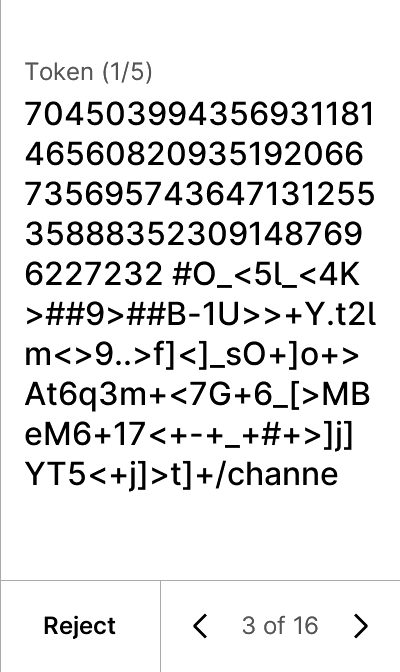 Token (1/5)
704503994356931181
46560820935192066
735695743647131255
35888352309148769
6227232 #O_<5l_<4K
>##9>##B-1U>>+Y.t2l
m<>9..>f]<]_sO+]o+>
At6q3m+<7G+6_[>MB
eM6+17<+-+_+#+>]j]
YT5<+j]>t]+/channe
Reject
3 of 16